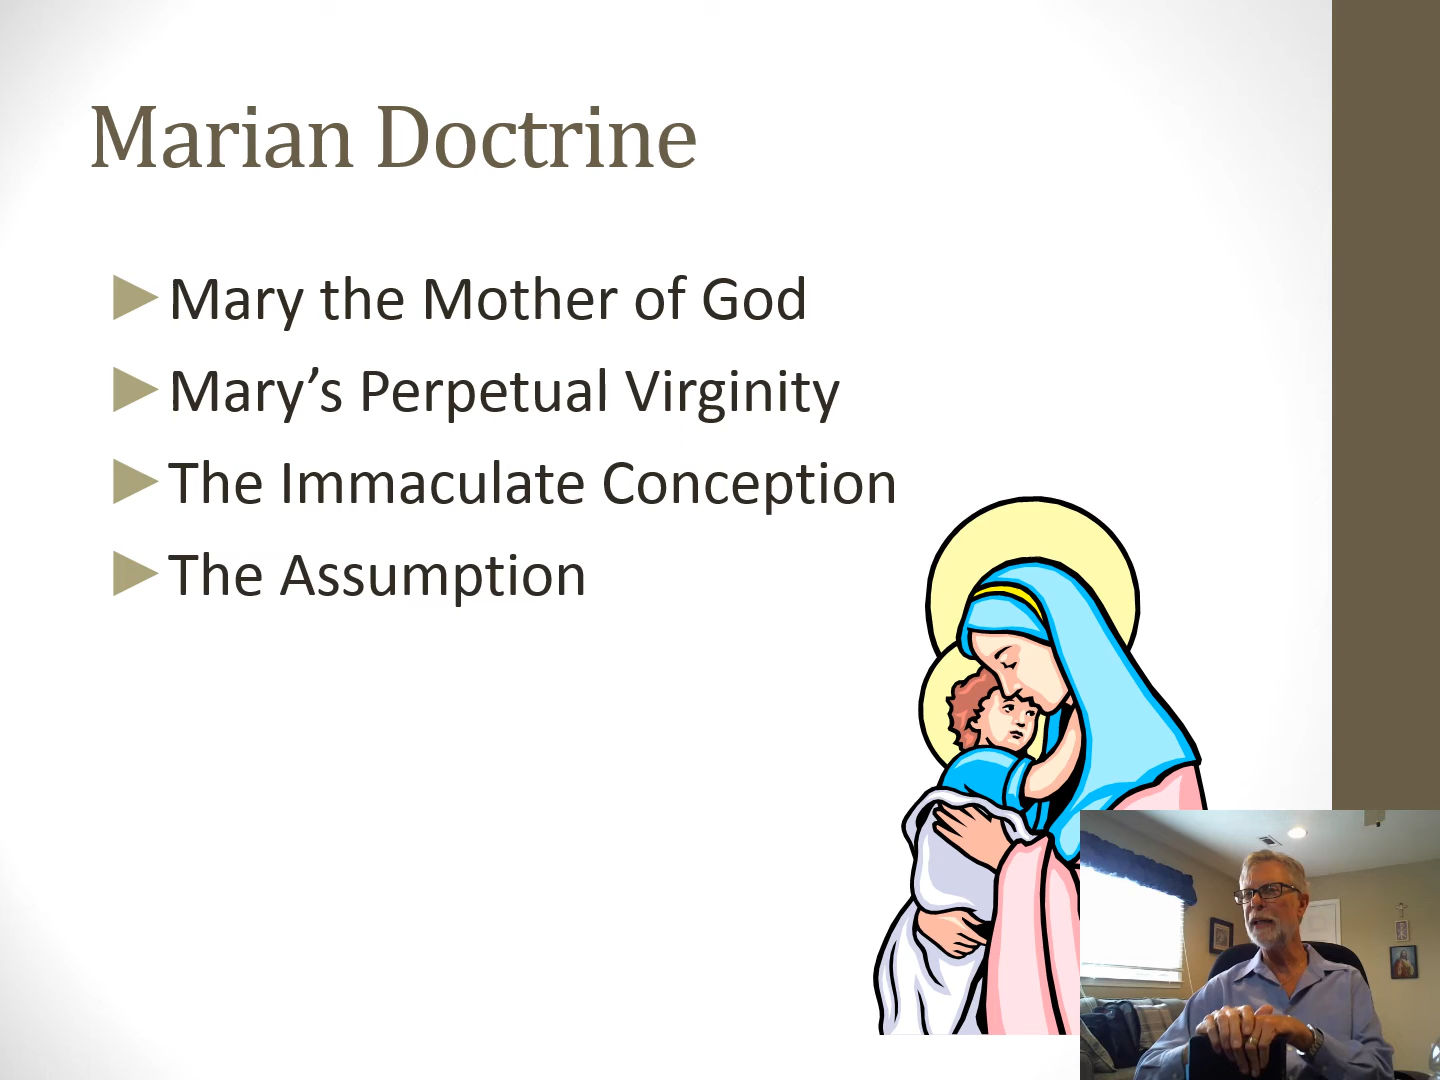 Marian Doctrine
Mary the Mother of God
Mary’s Perpetual Virginity
The Immaculate Conception
The Assumption